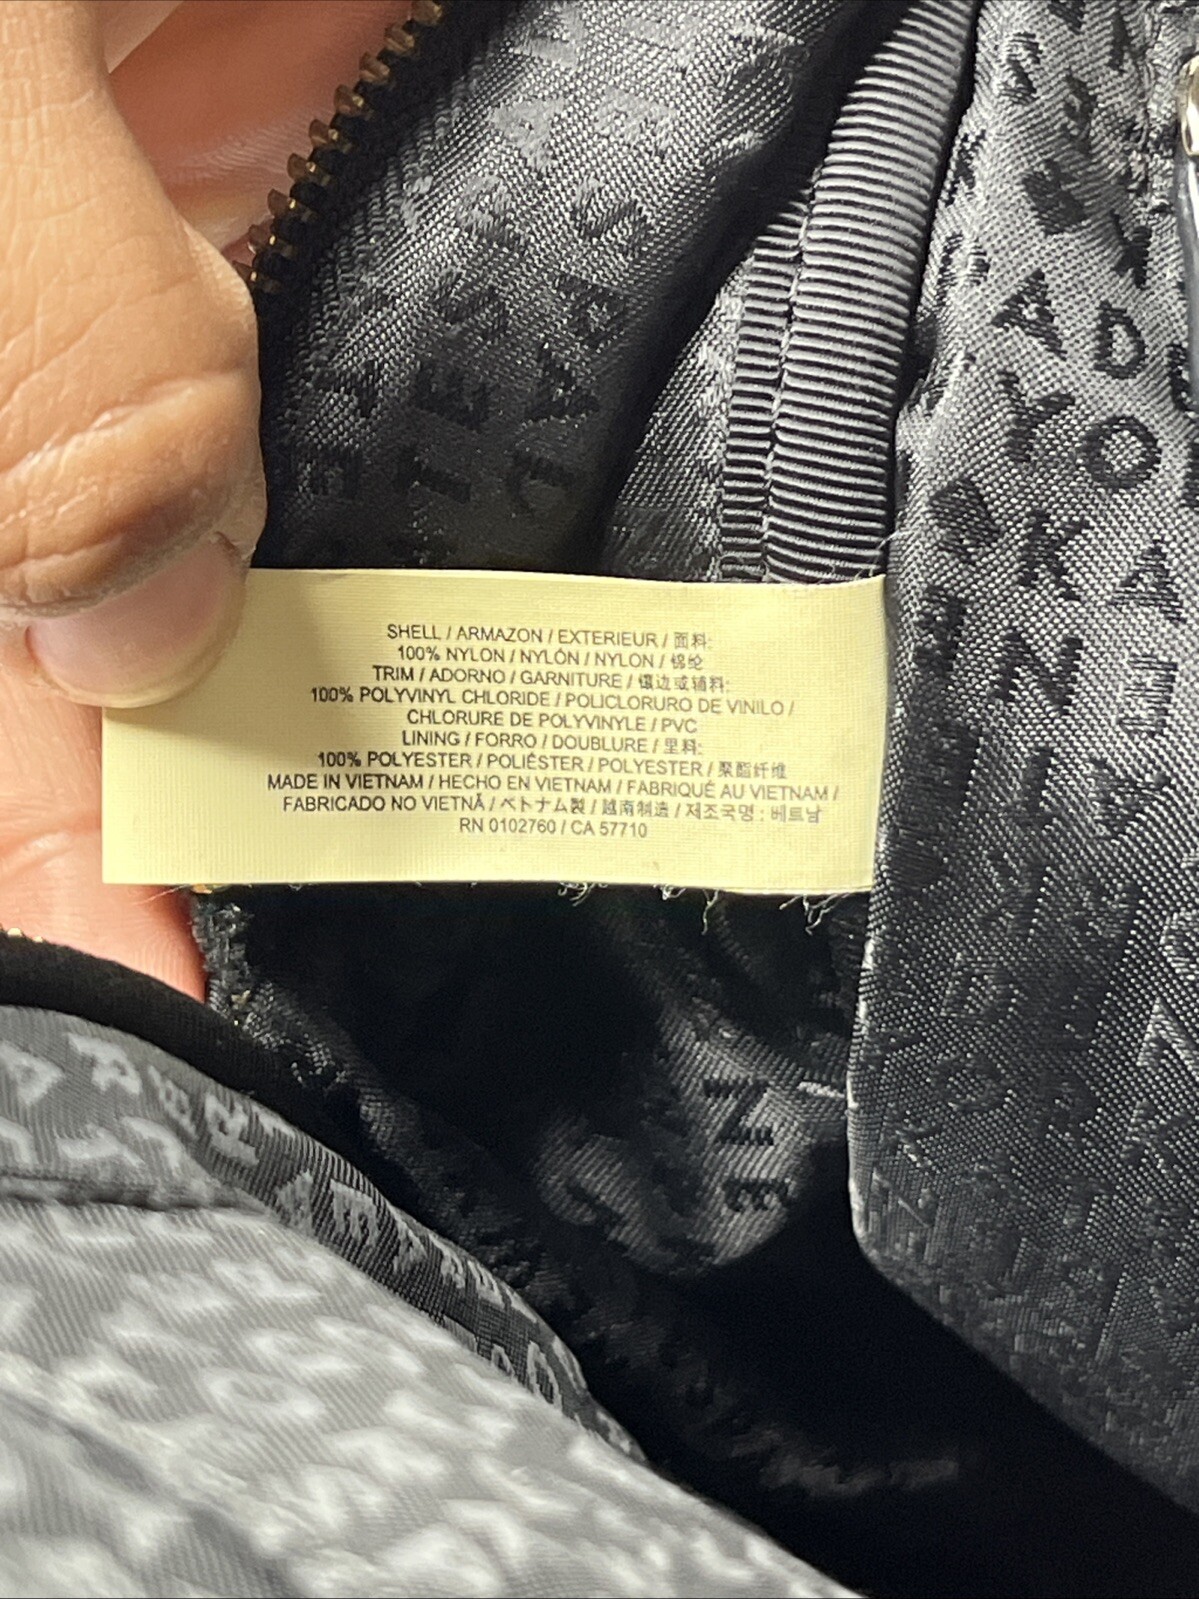 SHELL / ARMAZON / EXTERIEUR / 面料:
100% NYLON / NYLÓN / NYLON / 锦纶
TRIM / ADORNO / GARNITURE / 镶边或辅料:
100% POLYVINYL CHLORIDE / POLICLORURO DE VINILO /
CHLORURE DE POLYVINYLE / PVC
LINING / FORRO / DOUBLURE / 里料:
100% POLYESTER / POLIÉSTER / POLYESTER / 聚酯纤维
MADE IN VIETNAM / HECHO EN VIETNAM / FABRIQUÉ AU VIETNAM /
FABRICADO NO VIETNÃ / ベトナム製 / 越南制造 / 제조국명 : 베트남
RN 0102760 / CA 57710